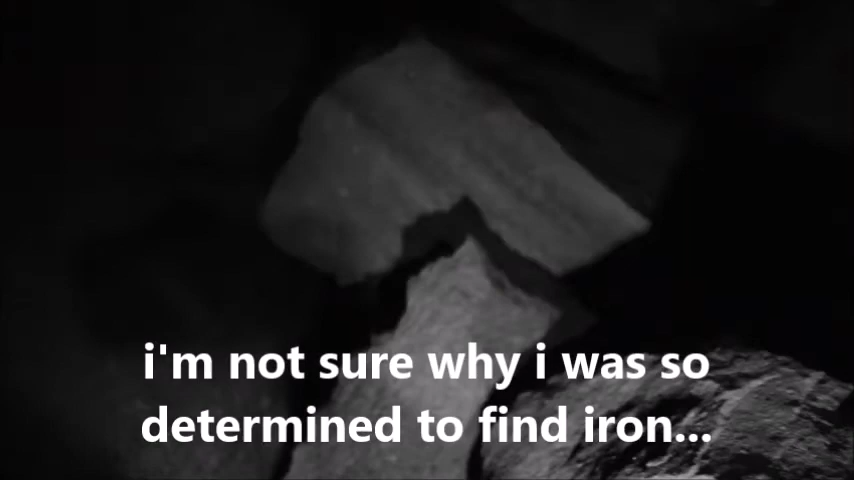 i'm not sure why i was so
determined to find iron...